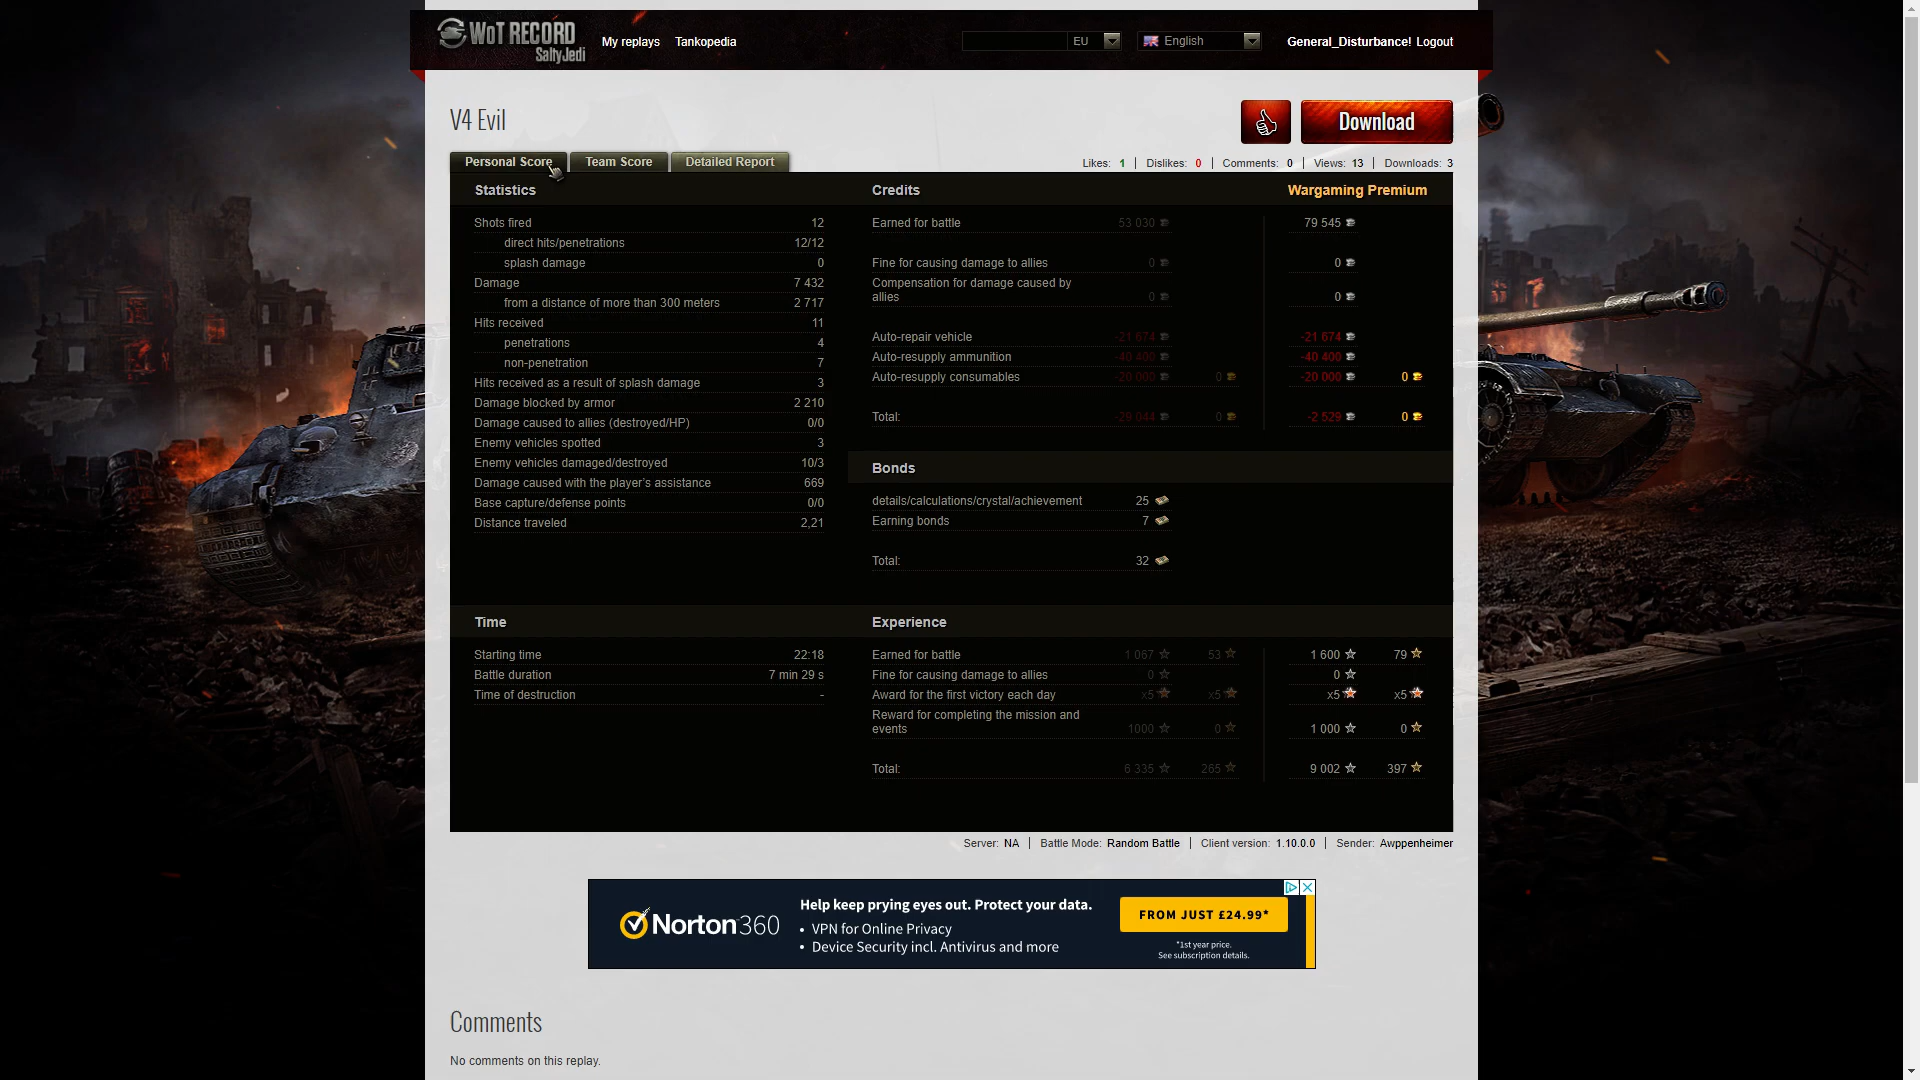 WoT RECORD
SaltyJedi
My replays
Tankopedia
EU
English
General_Disturbance! Logout
V4 Evil
Download
Personal Score
Team Score
Detailed Report
Likes: 1 | Dislikes: 0 | Comments: 0 | Views: 13 | Downloads: 3
Statistics
Shots fired 12
direct hits/penetrations 12/12
splash damage 0
Damage 7 432
from a distance of more than 300 meters 2 717
Hits received 11
penetrations 4
non-penetration 7
Hits received as a result of splash damage 3
Damage blocked by armor 2 210
Damage caused to allies (destroyed/HP) 0/0
Enemy vehicles spotted 3
Enemy vehicles damaged/destroyed 10/3
Damage caused with the player's assistance 669
Base capture/defense points 0/0
Distance traveled 2,21
Credits Wargaming Premium
Earned for battle 53 030 79 545
Fine for causing damage to allies 0 0
Compensation for damage caused by
allies 0 0
Auto-repair vehicle -21 674 -21 674
Auto-resupply ammunition -40 400 -40 400
Auto-resupply consumables -20 000 0 -20 000 0
Total: -29 044 0 -2 529 0
Bonds
details/calculations/crystal/achievement 25
Earning bonds 7
Total: 32
Time
Starting time 22:18
Battle duration 7 min 29 s
Time of destruction -
Experience
Earned for battle 1 067 53 1 600 79
Fine for causing damage to allies 0 0
Award for the first victory each day x5 x5 x5 x5
Reward for completing the mission and
events 1000 0 1 000 0
Total: 6 335 265 9 002 397
Server: NA | Battle Mode: Random Battle | Client version: 1.10.0.0 | Sender: Awppenheimer
Norton 360
Help keep prying eyes out. Protect your data.
• VPN for Online Privacy
• Device Security incl. Antivirus and more
FROM JUST £24.99*
*1st year price.
See subscription details.
Comments
No comments on this replay.